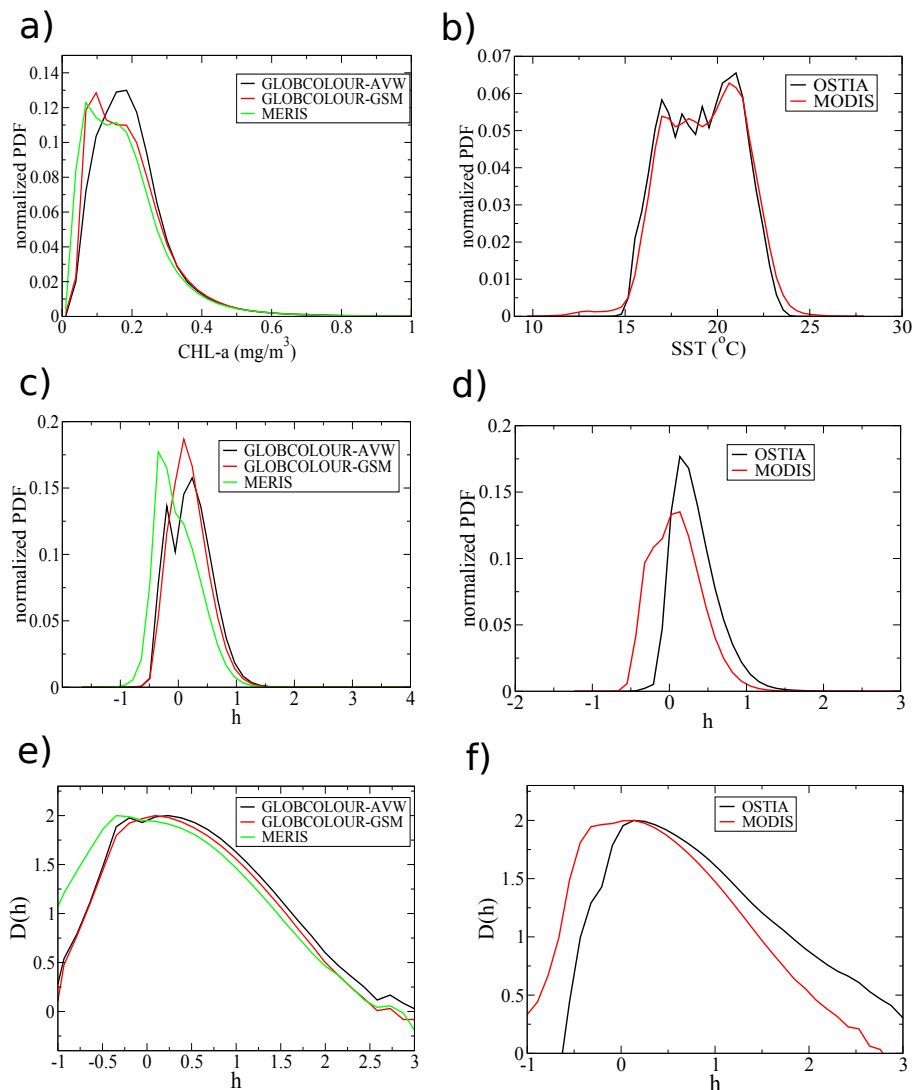 a)
normalized PDF
0.14
0.12
0.1
0.08
0.06
0.04
0.02
0
GLOBCOLOUR-AVW
GLOBCOLOUR-GSM
MERIS
0 0.2 0.4 0.6 0.8 1
CHL-a (mg/m³)
b)
normalized PDF
0.07
0.06
0.05
0.04
0.03
0.02
0.01
0
OSTIA
MODIS
10 15 20 25 30
SST (°C)
c)
normalized PDF
0.2
0.15
0.1
0.05
0
GLOBCOLOUR-AVW
GLOBCOLOUR-GSM
MERIS
-1 0 1 2 3 4
h
d)
normalized PDF
0.2
0.15
0.1
0.05
0
OSTIA
MODIS
-2 -1 0 1 2 3
h
e)
D(h)
2
1.5
1
0.5
0
GLOBCOLOUR-AVW
GLOBCOLOUR-GSM
MERIS
-1 -0.5 0 0.5 1 1.5 2 2.5 3
h
f)
D(h)
2
1.5
1
0.5
0
OSTIA
MODIS
-1 0 1 2 3
h